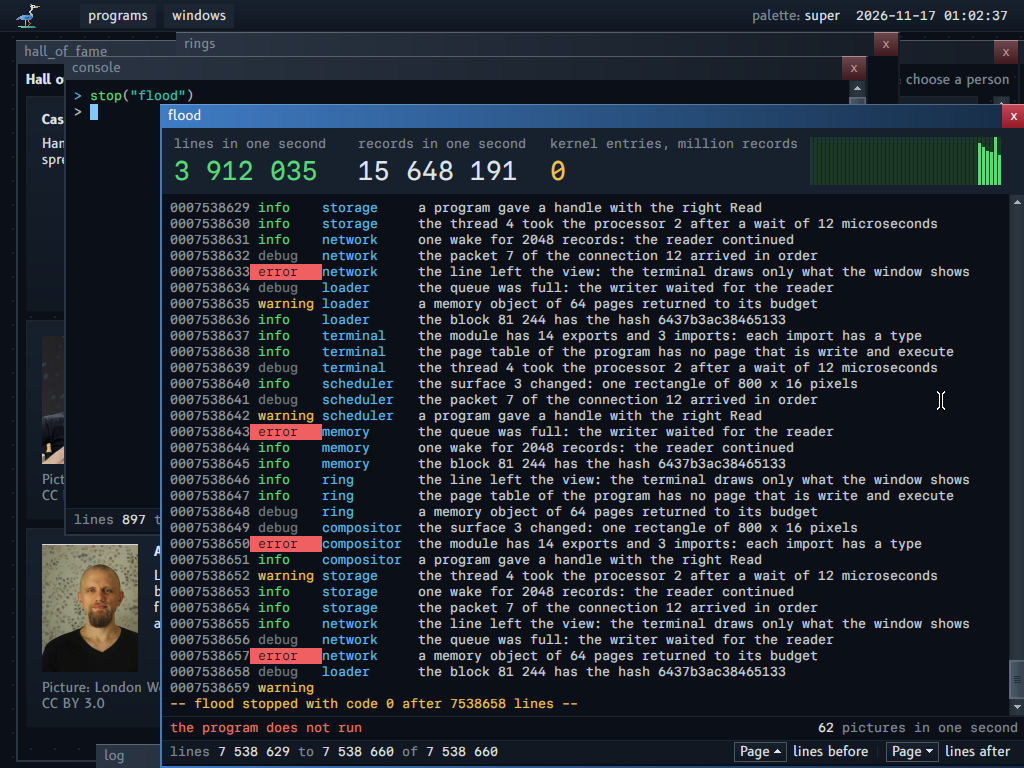 programs windows palette: super 2026-11-17 01:02:37
hall_of_fame
rings x
x
console x
choose a person
Hall o
> stop("flood")
>
flood x
Cas
Han
spre
lines in one second records in one second kernel entries, million records
3 912 035 15 648 191 0
0007538629 info storage a program gave a handle with the right Read
0007538630 info storage the thread 4 took the processor 2 after a wait of 12 microseconds
0007538631 info network one wake for 2048 records: the reader continued
0007538632 debug network the packet 7 of the connection 12 arrived in order
0007538633 error network the line left the view: the terminal draws only what the window shows
0007538634 debug loader the queue was full: the writer waited for the reader
0007538635 warning loader a memory object of 64 pages returned to its budget
0007538636 info loader the block 81 244 has the hash 6437b3ac38465133
0007538637 info terminal the module has 14 exports and 3 imports: each import has a type
0007538638 info terminal the page table of the program has no page that is write and execute
0007538639 debug terminal the thread 4 took the processor 2 after a wait of 12 microseconds
0007538640 info scheduler the surface 3 changed: one rectangle of 800 x 16 pixels
0007538641 debug scheduler the packet 7 of the connection 12 arrived in order
0007538642 warning scheduler a program gave a handle with the right Read
0007538643 error memory the queue was full: the writer waited for the reader
0007538644 info memory one wake for 2048 records: the reader continued
0007538645 info memory the block 81 244 has the hash 6437b3ac38465133
0007538646 info ring the line left the view: the terminal draws only what the window shows
0007538647 info ring the page table of the program has no page that is write and execute
0007538648 debug ring a memory object of 64 pages returned to its budget
0007538649 debug compositor the surface 3 changed: one rectangle of 800 x 16 pixels
0007538650 error compositor the module has 14 exports and 3 imports: each import has a type
0007538651 info compositor a program gave a handle with the right Read
0007538652 warning storage the thread 4 took the processor 2 after a wait of 12 microseconds
0007538653 info storage one wake for 2048 records: the reader continued
0007538654 info storage the packet 7 of the connection 12 arrived in order
0007538655 info network the line left the view: the terminal draws only what the window shows
0007538656 debug network the queue was full: the writer waited for the reader
0007538657 error network a memory object of 64 pages returned to its budget
0007538658 debug loader the block 81 244 has the hash 6437b3ac38465133
0007538659 warning
-- flood stopped with code 0 after 7538658 lines --
the program does not run 62 pictures in one second
lines 7 538 629 to 7 538 660 of 7 538 660 Page lines before Page lines after
Pict
CC
lines 897 t
A
L
b
f
a
Picture: London W
CC BY 3.0
log